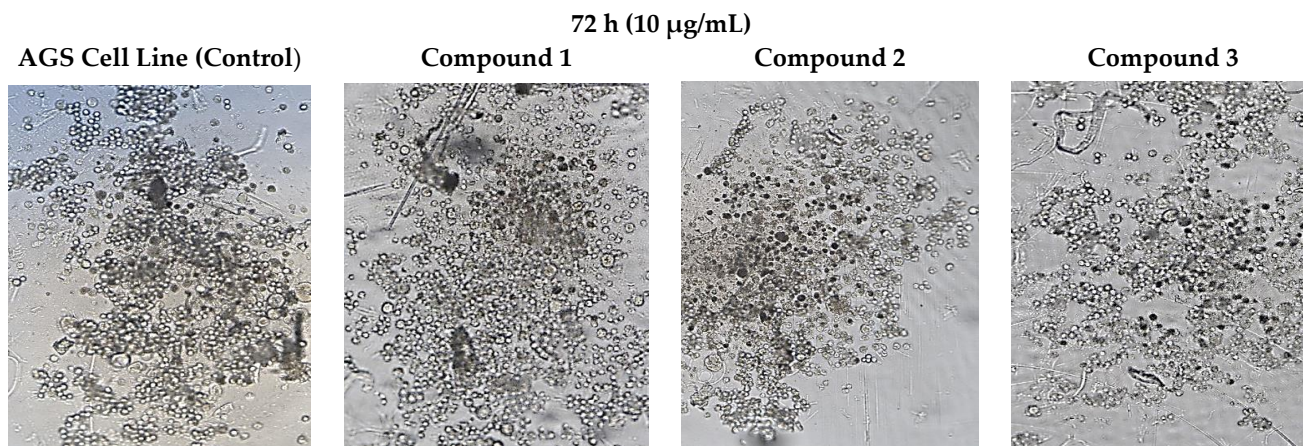 72 h (10 µg/mL)
AGS Cell Line (Control)
Compound 1
Compound 2
Compound 3